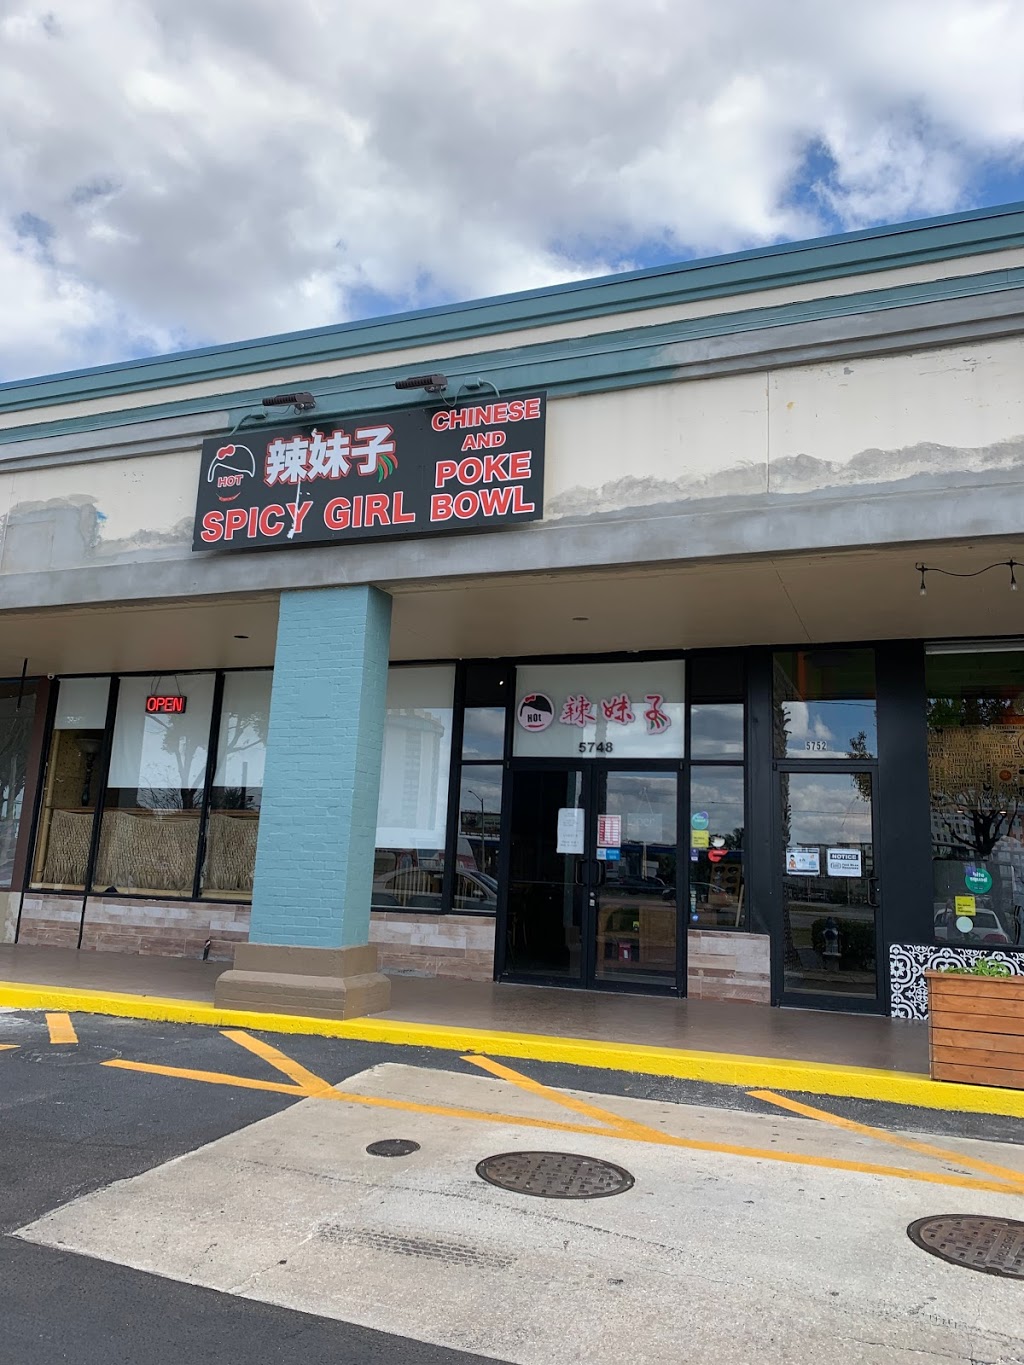 辣妹子
HOT
SPICY GIRL
CHINESE
AND
POKE
BOWL
OPEN
HOt
辣妹子
5748
5752
NOTICE